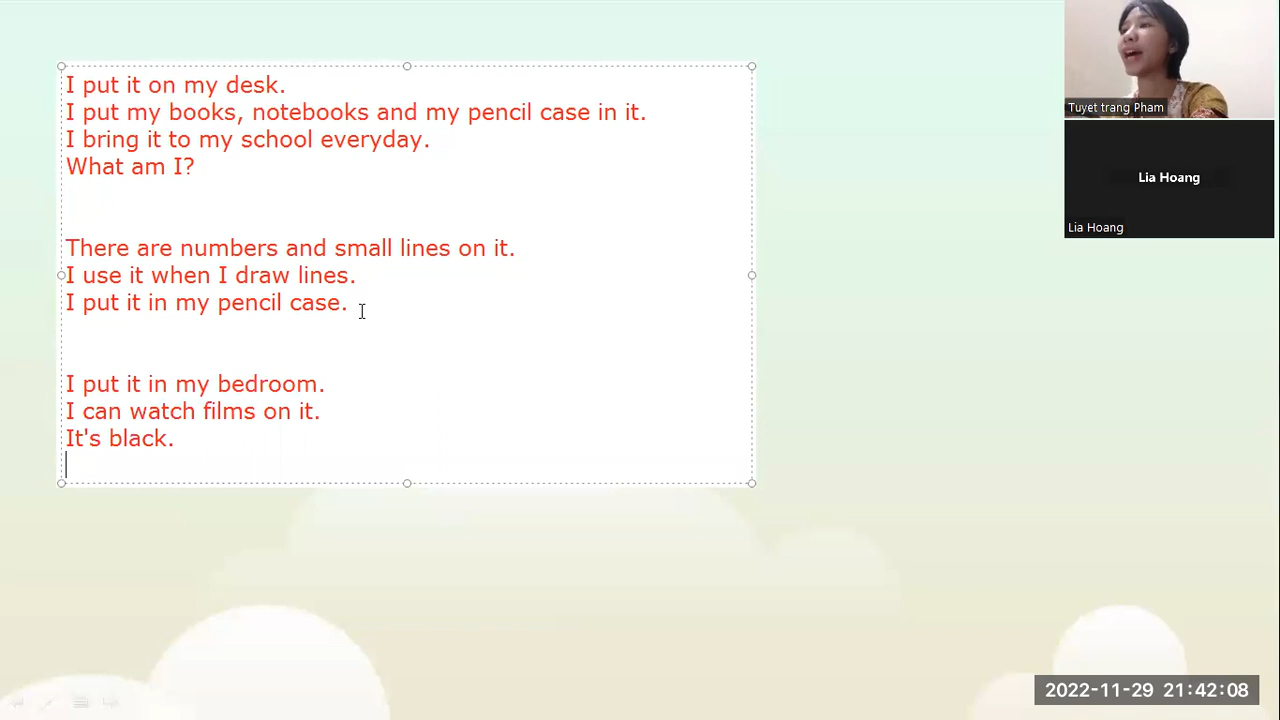 I put it on my desk.
I put my books, notebooks and my pencil case in it.
I bring it to my school everyday.
What am I?
There are numbers and small lines on it.
I use it when I draw lines.
I put it in my pencil case.
I put it in my bedroom.
I can watch films on it.
It's black.
Tuyet trang Pham
Lia Hoang
Lia Hoang
2022-11-29 21:42:08